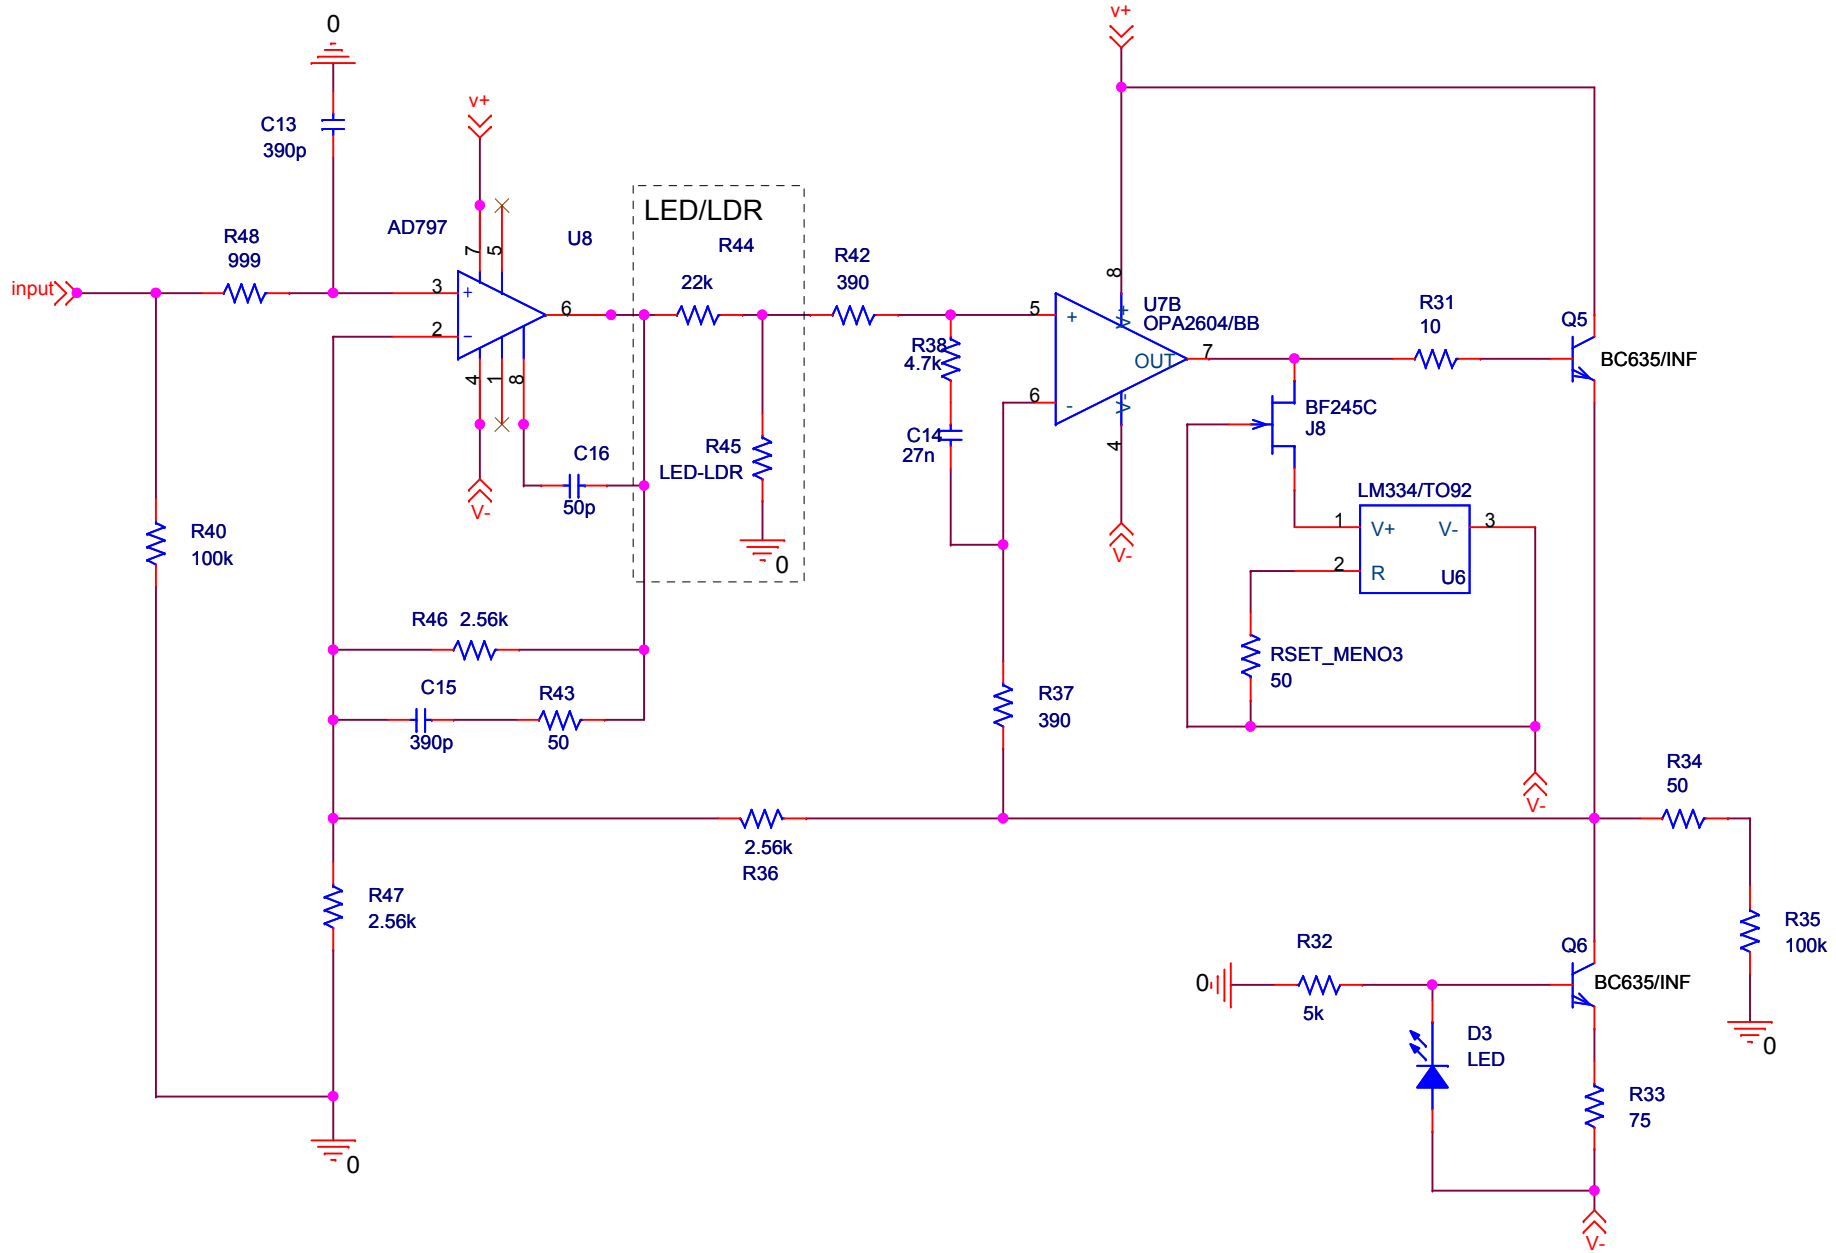 0
v+
v+
C13
390p
LED/LDR
AD797
U8
R44
7
5
R48
999
22k
R42
390
8
input
3
+
2
−
6
5
+
V+
U7B
OPA2604/BB
R31
10
Q5
BC635/INF
R38
4.7k
OUT
7
4
1
8
6
-
V-
4
BF245C
J8
C14
27n
R45
LED-LDR
C16
50p
V-
LM334/TO92
1
V+
V-
3
2
R
U6
R40
100k
0
V-
R46 2.56k
RSET_MENO3
50
C15
390p
R43
50
R37
390
R34
50
V-
2.56k
R36
R47
2.56k
R35
100k
R32
5k
0
Q6
BC635/INF
D3
LED
0
R33
75
0
V-